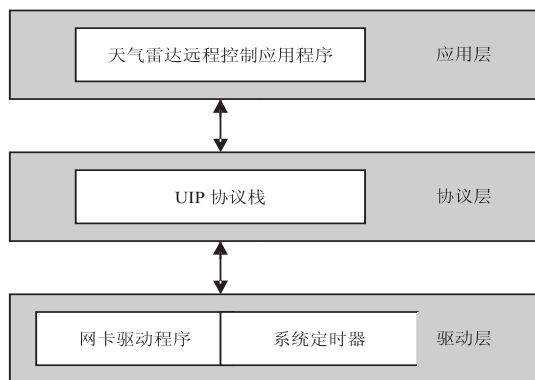 天气雷达远程控制应用程序
应用层
UIP 协议栈
协议层
网卡驱动程序
系统定时器
驱动层